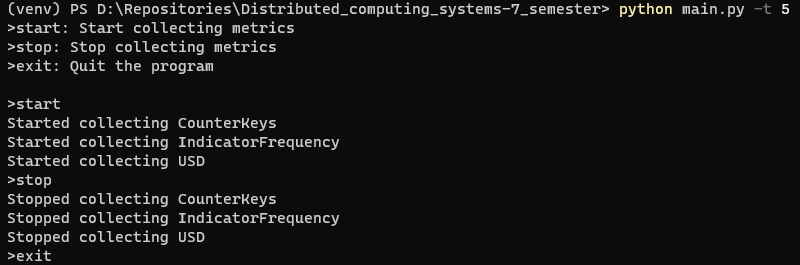 (venv) PS D:\Repositories\Distributed_computing_systems-7_semester> python main.py -t 5
>start: Start collecting metrics
>stop: Stop collecting metrics
>exit: Quit the program
>start
Started collecting CounterKeys
Started collecting IndicatorFrequency
Started collecting USD
>stop
Stopped collecting CounterKeys
Stopped collecting IndicatorFrequency
Stopped collecting USD
>exit